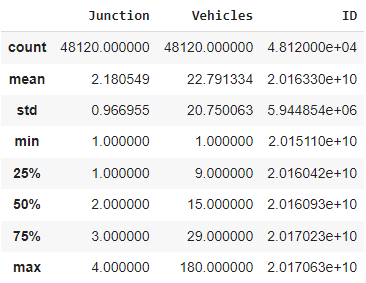 Junction Vehicles ID
count 48120.000000 48120.000000 4.812000e+04
mean 2.180549 22.791334 2.016330e+10
std 0.966955 20.750063 5.944854e+06
min 1.000000 1.000000 2.015110e+10
25% 1.000000 9.000000 2.016042e+10
50% 2.000000 15.000000 2.016093e+10
75% 3.000000 29.000000 2.017023e+10
max 4.000000 180.000000 2.017063e+10